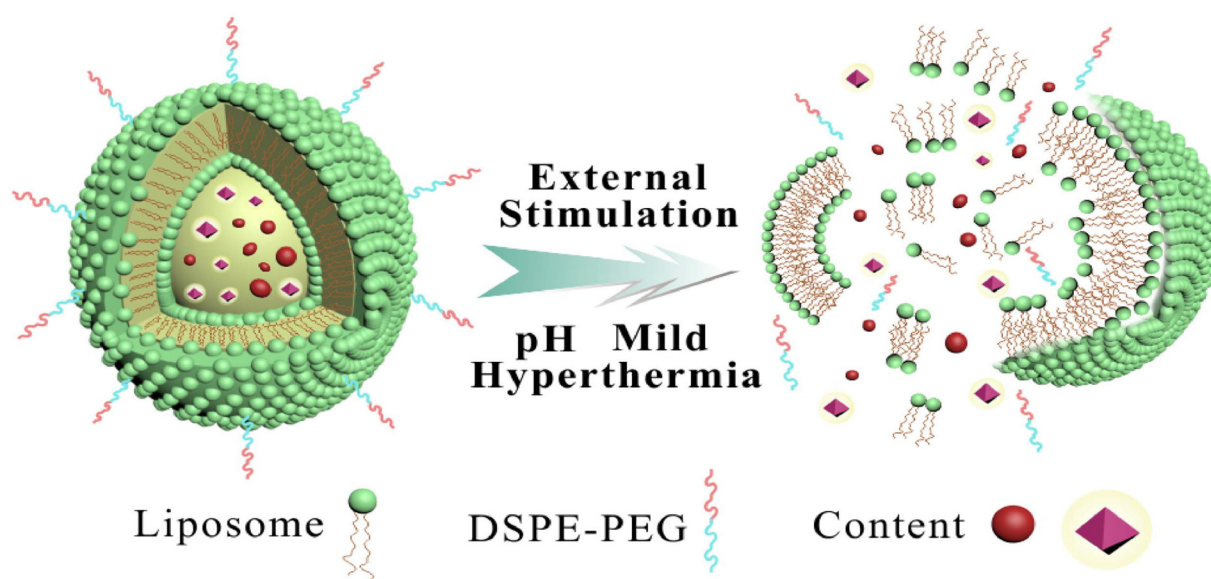 External
Stimulation
pH Mild
Hyperthermia
Liposome
DSPE-PEG
Content